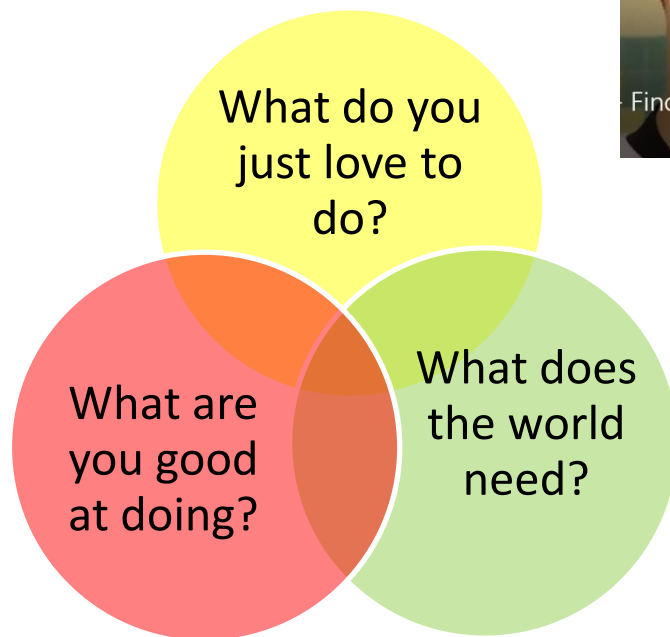 What do you
just love to
do?
What are
you good
at doing?
What does
the world
need?